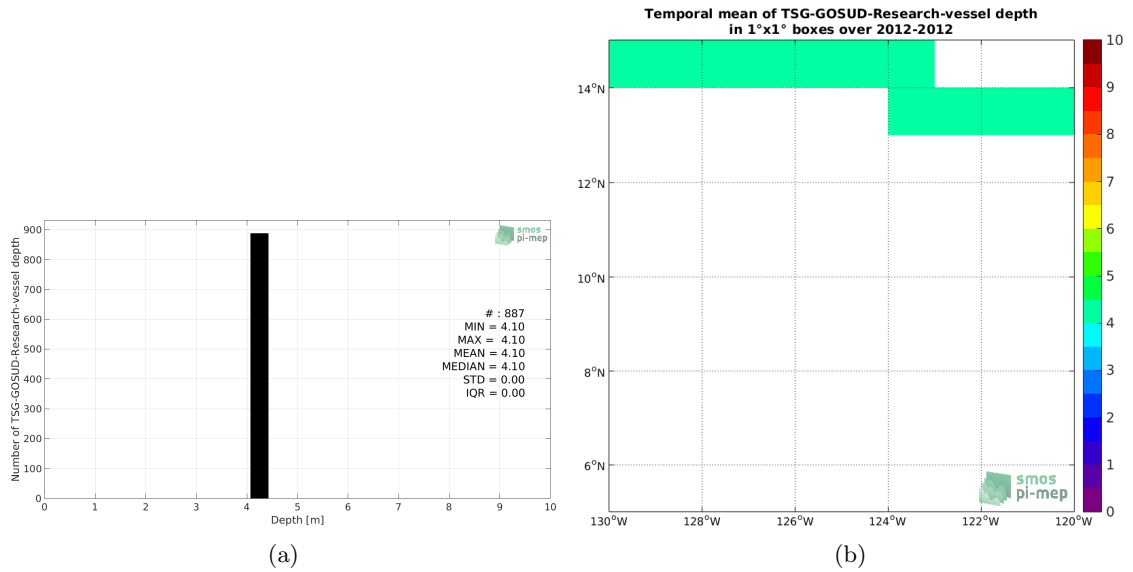 900
800
700
600
500
400
300
200
100
0
Number of TSG-GOSUD-Research-vessel depth
smos
pi-mep
# : 887
MIN = 4.10
MAX = 4.10
MEAN = 4.10
MEDIAN = 4.10
STD = 0.00
IQR = 0.00
0 1 2 3 4 5 6 7 8 9 10
Depth [m]
(a)
Temporal mean of TSG-GOSUD-Research-vessel depth
in 1°x1° boxes over 2012-2012
14°N
12°N
10°N
8°N
6°N
smos
pi-mep
130°W 128°W 126°W 124°W 122°W 120°W
10
9
8
7
6
5
4
3
2
1
0
(b)